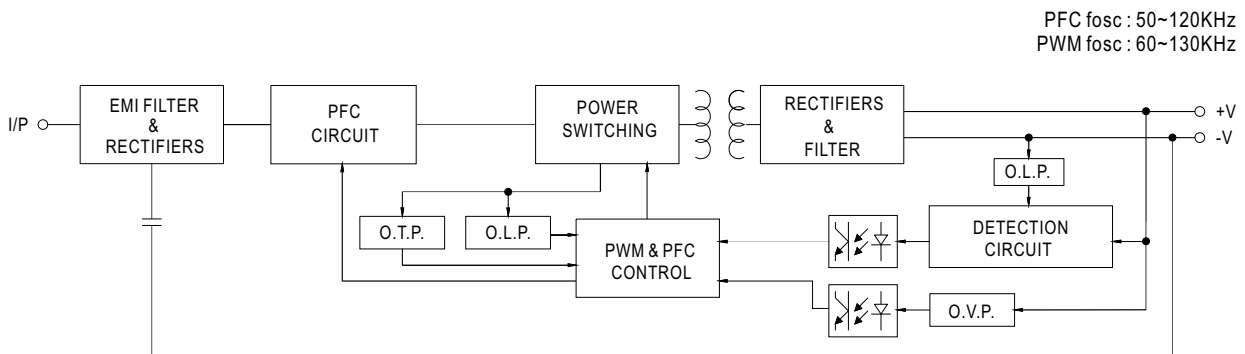 PFC fosc : 50~120KHz
PWM fosc : 60~130KHz
I/P
EMI FILTER
&
RECTIFIERS
PFC
CIRCUIT
POWER
SWITCHING
RECTIFIERS
&
FILTER
+V
-V
O.L.P.
O.T.P.
O.L.P.
PWM & PFC
CONTROL
DETECTION
CIRCUIT
O.V.P.